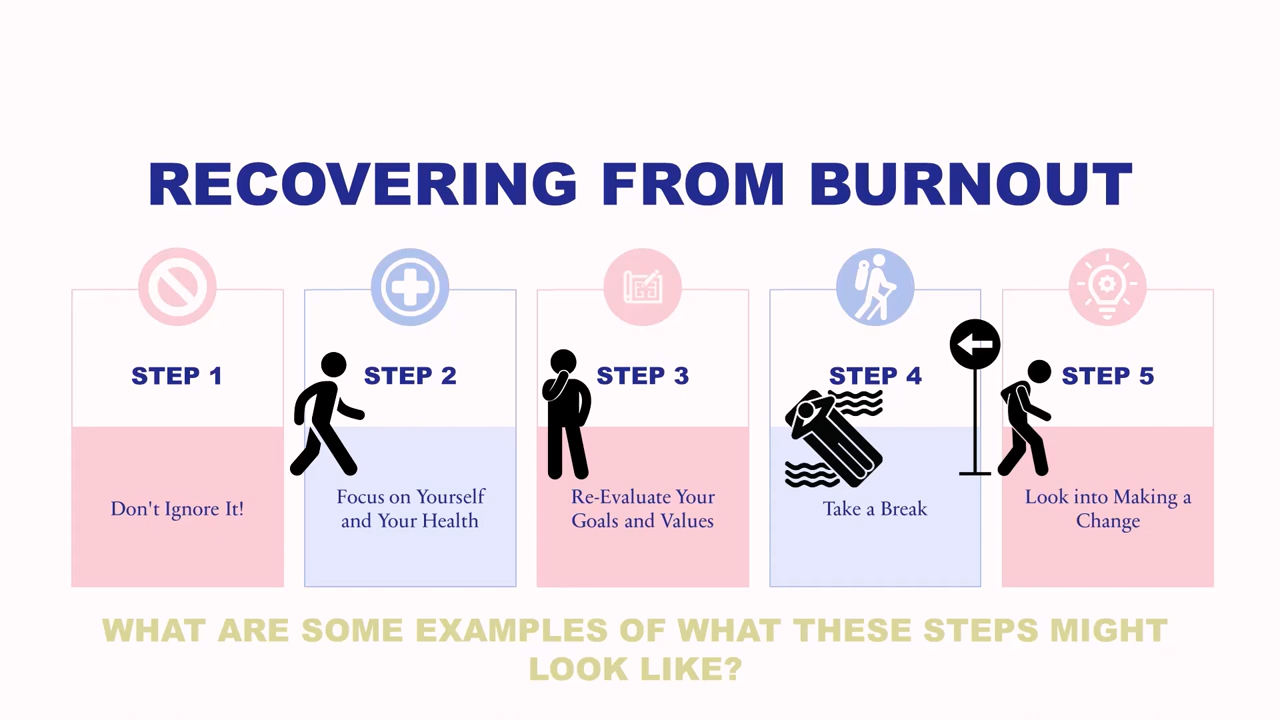 RECOVERING FROM BURNOUT
STEP 1
Don't Ignore It!
STEP 2
Focus on Yourself
and Your Health
STEP 3
Re-Evaluate Your
Goals and Values
STEP 4
Take a Break
STEP 5
Look into Making a
Change
WHAT ARE SOME EXAMPLES OF WHAT THESE STEPS MIGHT
LOOK LIKE?